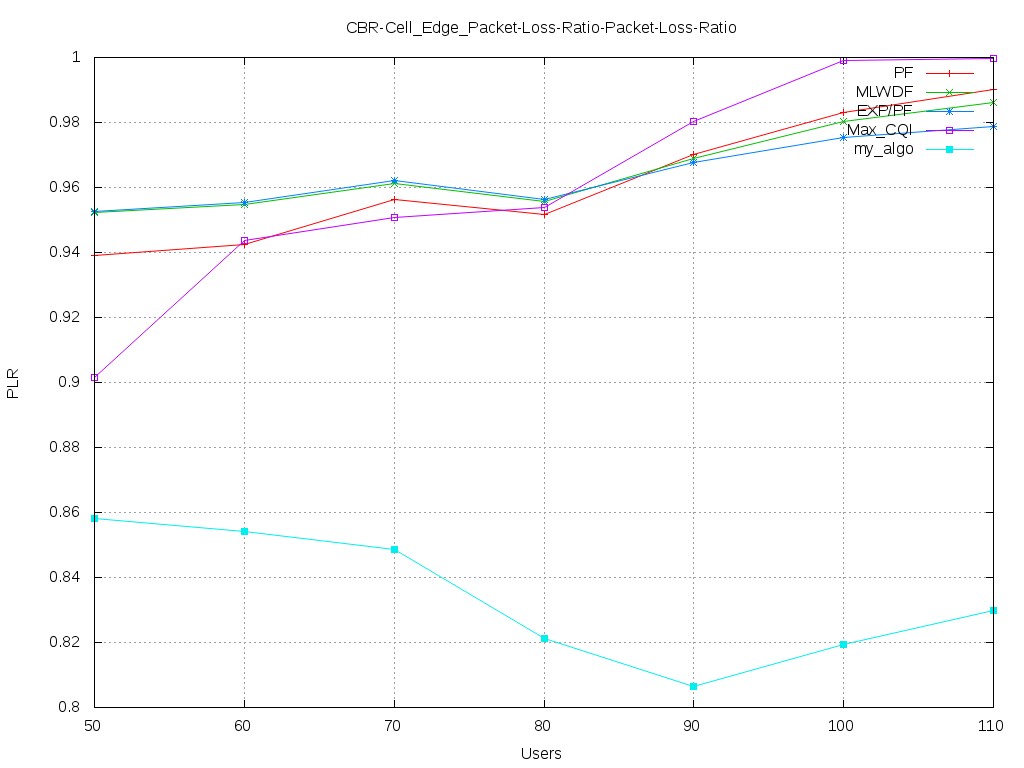 CBR-Cell_Edge_Packet-Loss-Ratio-Packet-Loss-Ratio
1
0.98
0.96
0.94
0.92
0.9
0.88
0.86
0.84
0.82
0.8
PLR
PF
MLWDF
EXP/PF
Max_CQI
my_algo
50 60 70 80 90 100 110
Users